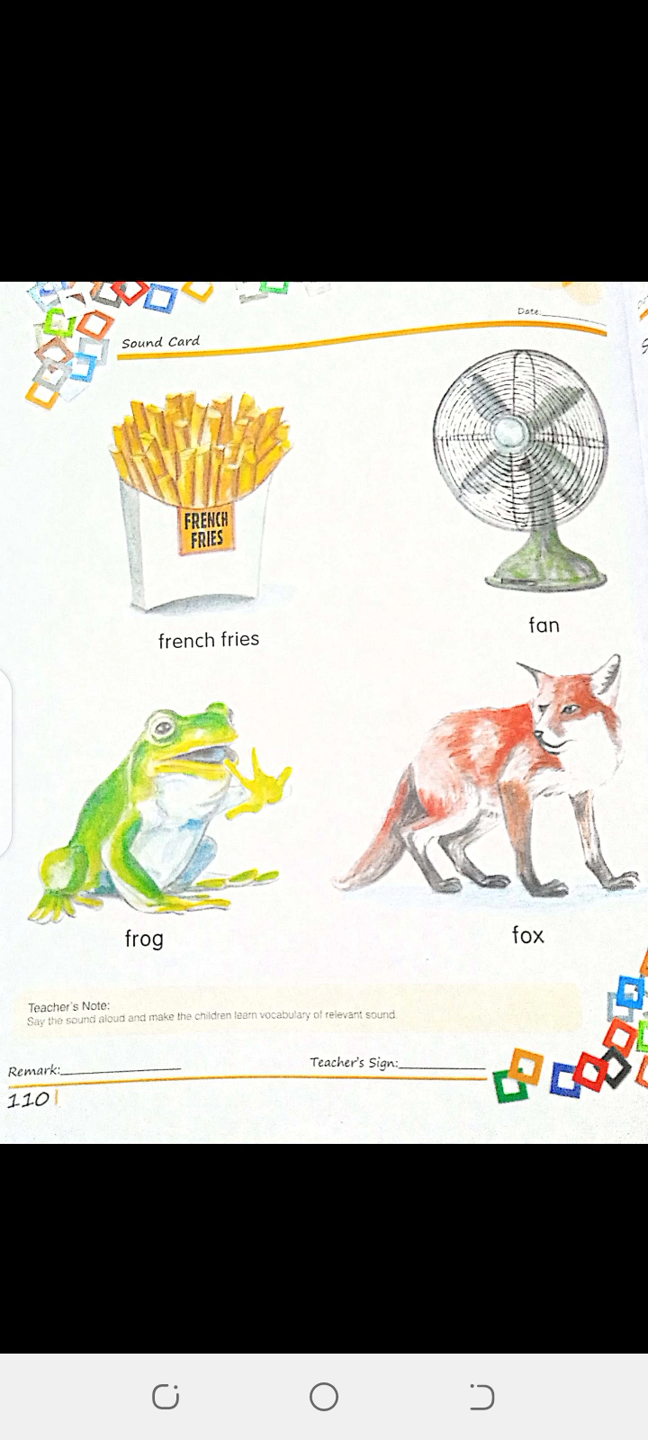 Date:
Sound Card
FRENCH
FRIES
french fries
fan
frog
fox
Teacher's Note:
Say the sound aloud and make the children learn vocabulary of relevant sound.
Remark:
Teacher's Sign:
110